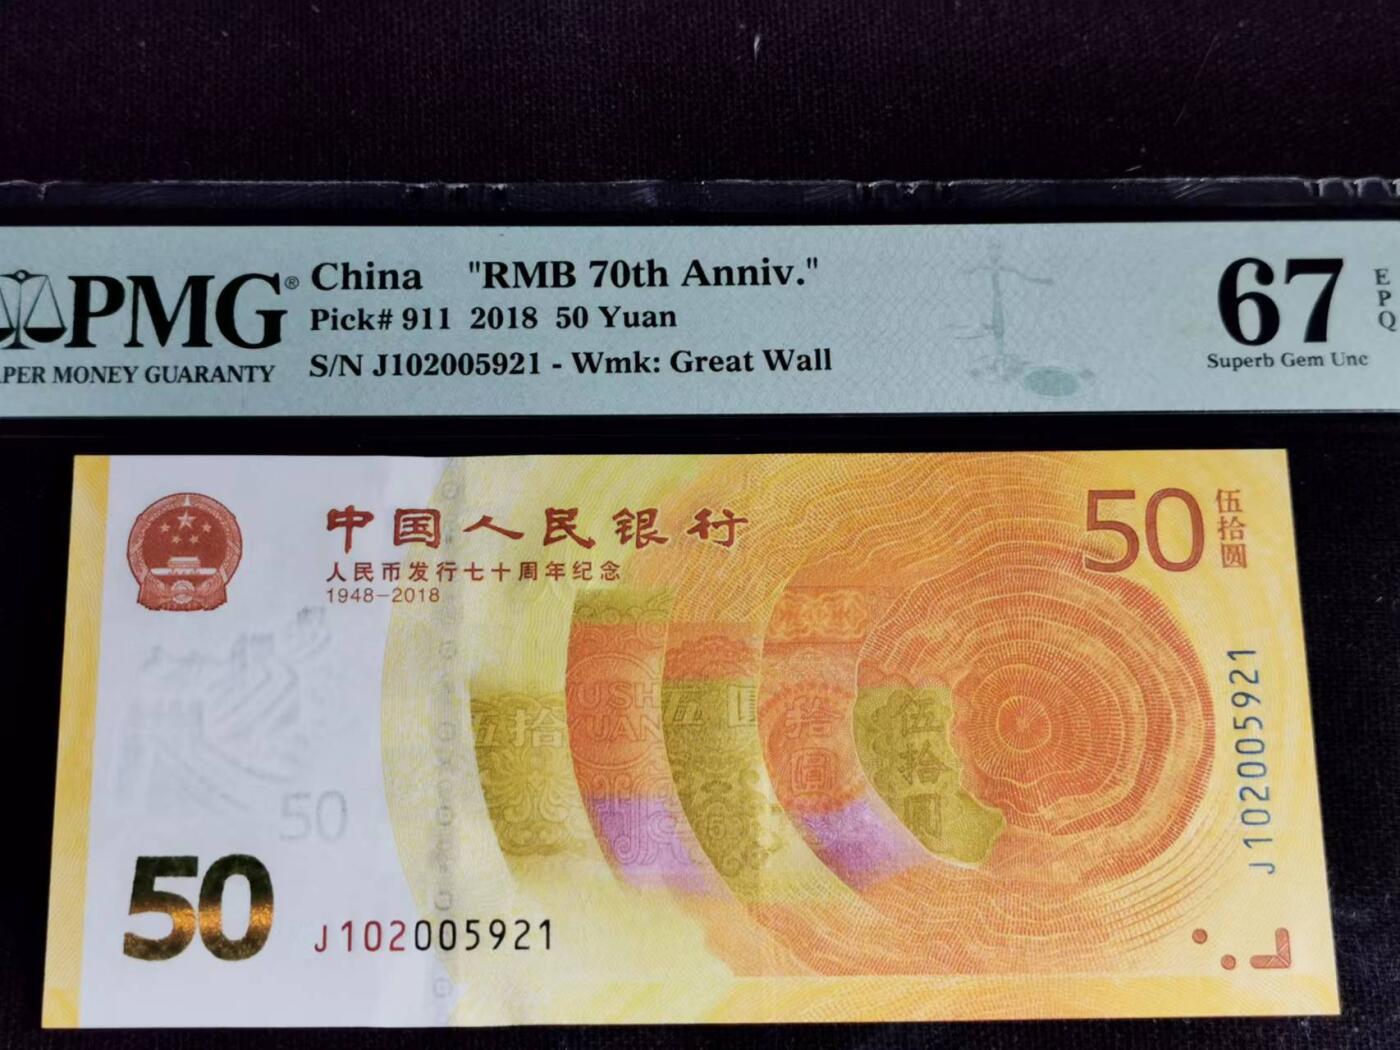 PMG®
PER MONEY GUARANTY
China "RMB 70th Anniv."
Pick# 911 2018 50 Yuan
S/N J102005921 - Wmk: Great Wall
67
EPQ
Superb Gem Unc
中国人民银行
人民币发行七十周年纪念
1948-2018
50
伍拾圆
伍拾
YUAN
五圆
拾圓
伍拾圆
50
50
J102005921
J102005921